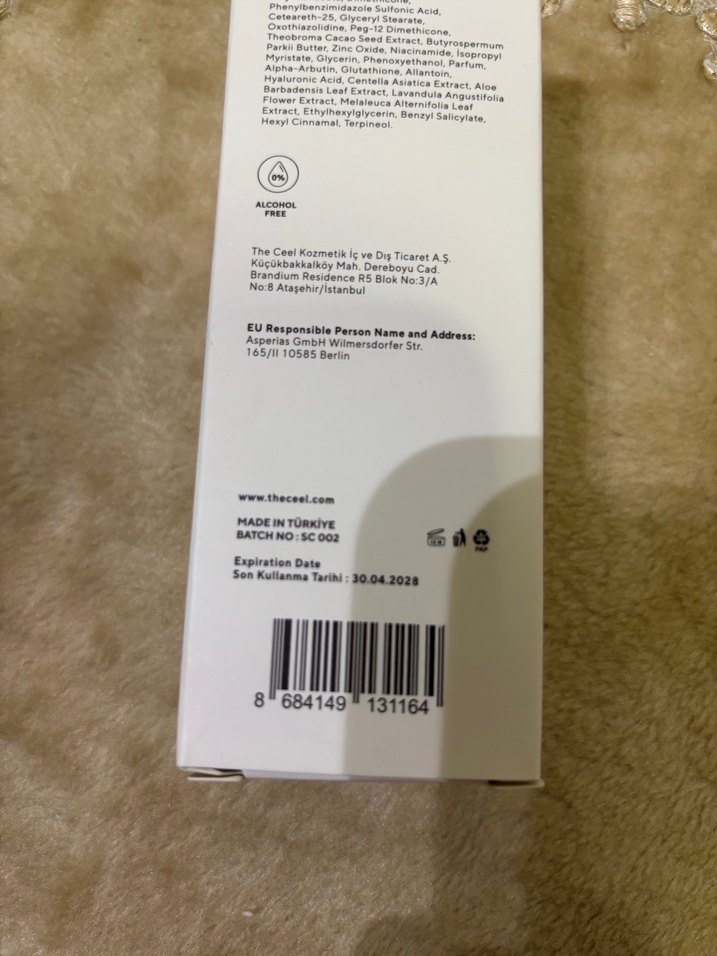 Dimethicone,
Phenylbenzimidazole Sulfonic Acid,
Ceteareth-25, Glyceryl Stearate,
Oxothiazolidine, Peg-12 Dimethicone,
Theobroma Cacao Seed Extract, Butyrospermum
Parkii Butter, Zinc Oxide, Niacinamide, Isopropyl
Myristate, Glycerin, Phenoxyethanol, Parfum,
Alpha-Arbutin, Glutathione, Allantoin,
Hyaluronic Acid, Centella Asiatica Extract, Aloe
Barbadensis Leaf Extract, Lavandula Angustifolia
Flower Extract, Melaleuca Alternifolia Leaf
Extract, Ethylhexylglycerin, Benzyl Salicylate,
Hexyl Cinnamal, Terpineol.
0%
ALCOHOL
FREE
The Ceel Kozmetik İç ve Dış Ticaret A.Ş.
Küçükbakkalköy Mah. Dereboyu Cad.
Brandium Residence R5 Blok No:3/A
No:8 Ataşehir/İstanbul
EU Responsible Person Name and Address:
Asperias GmbH Wilmersdorfer Str.
165/II 10585 Berlin
www.theceel.com
MADE IN TÜRKİYE
BATCH NO : SC 002
12 M
PAP
Expiration Date
Son Kullanma Tarihi : 30.04.2028
8 684149 131164